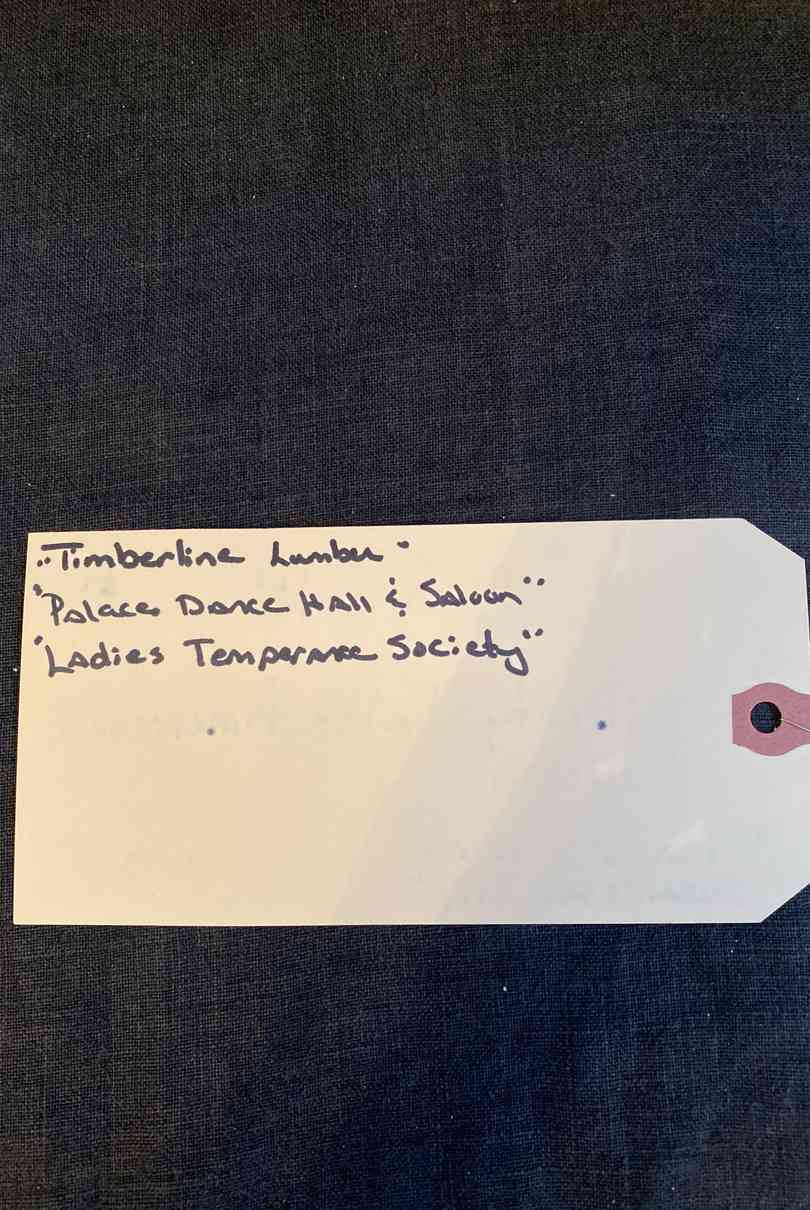 "Timberline Lumber"
"Palace Dance Hall & Saloon"
"Ladies Temperance Society"